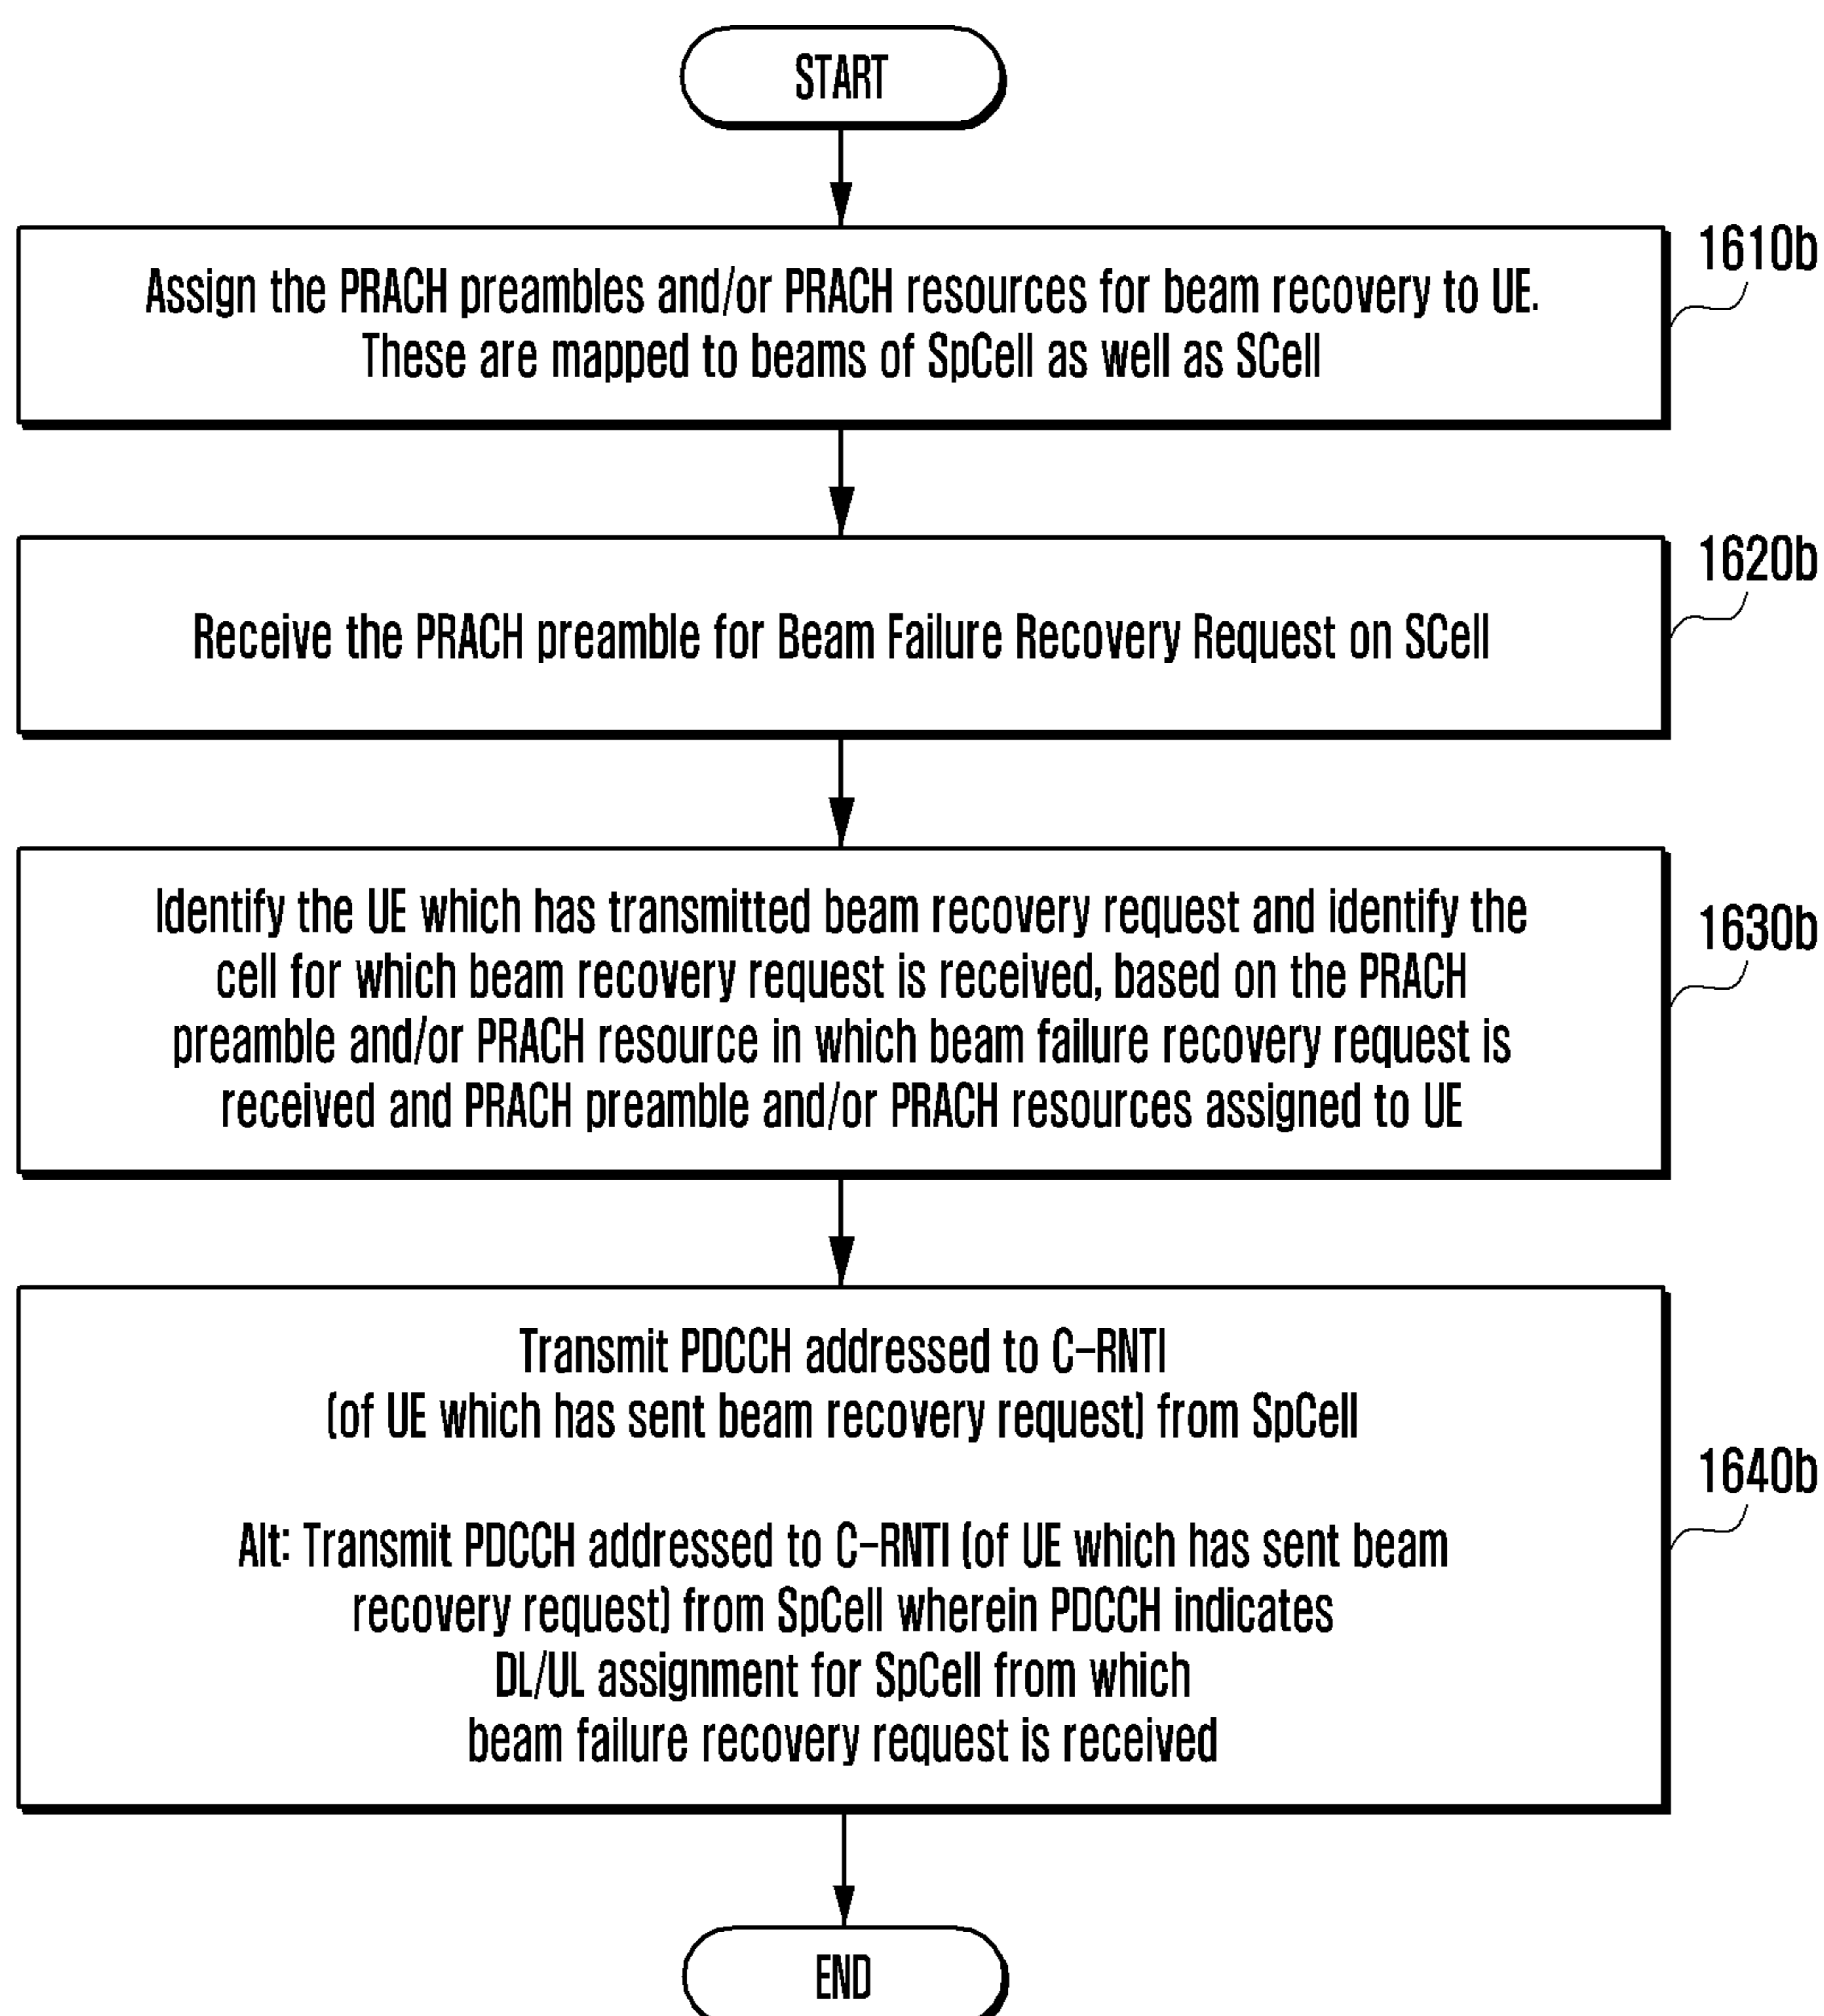 START
Assign the PRACH preambles and/or PRACH resources for beam recovery to UE.
These are mapped to beams of SpCell as well as SCell
1610b
Receive the PRACH preamble for Beam Failure Recovery Request on SCell
1620b
Identify the UE which has transmitted beam recovery request and identify the
cell for which beam recovery request is received, based on the PRACH
preamble and/or PRACH resource in which beam failure recovery request is
received and PRACH preamble and/or PRACH resources assigned to UE
1630b
Transmit PDCCH addressed to C-RNTI
(of UE which has sent beam recovery request) from SpCell
Alt: Transmit PDCCH addressed to C-RNTI (of UE which has sent beam
recovery request) from SpCell wherein PDCCH indicates
DL/UL assignment for SpCell from which
beam failure recovery request is received
1640b
END